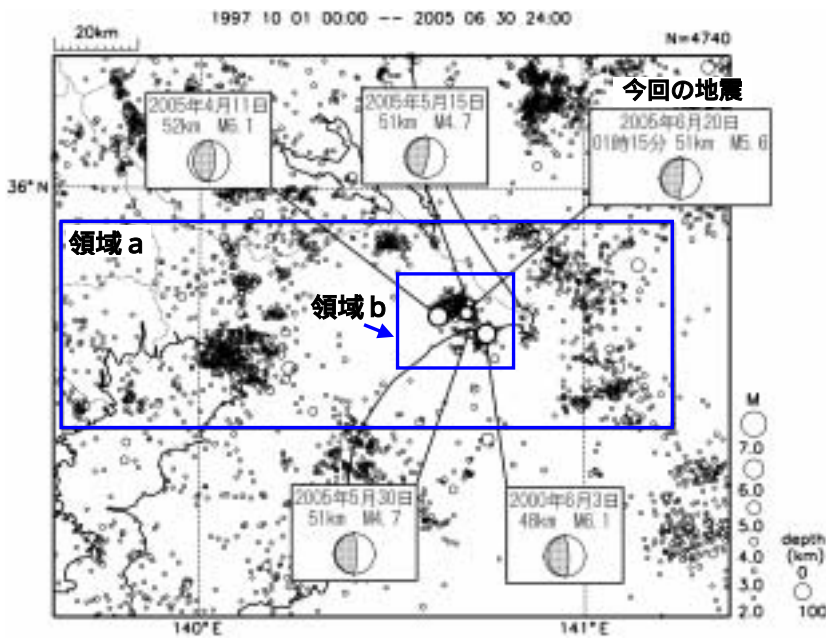 1997 10 01 00:00 -- 2005 06 30 24:00
20km
N=4740
今回の地震
2005年4月11日
52km M6.1
2005年5月15日
51km M4.7
2005年6月20日
01時15分 51km M5.6
36°N
領域a
領域b
2005年5月30日
51km M4.7
2000年6月3日
48km M6.1
M
7.0
6.0
5.0
4.0
3.0
2.0
depth
(km)
0
100
140°E
141°E